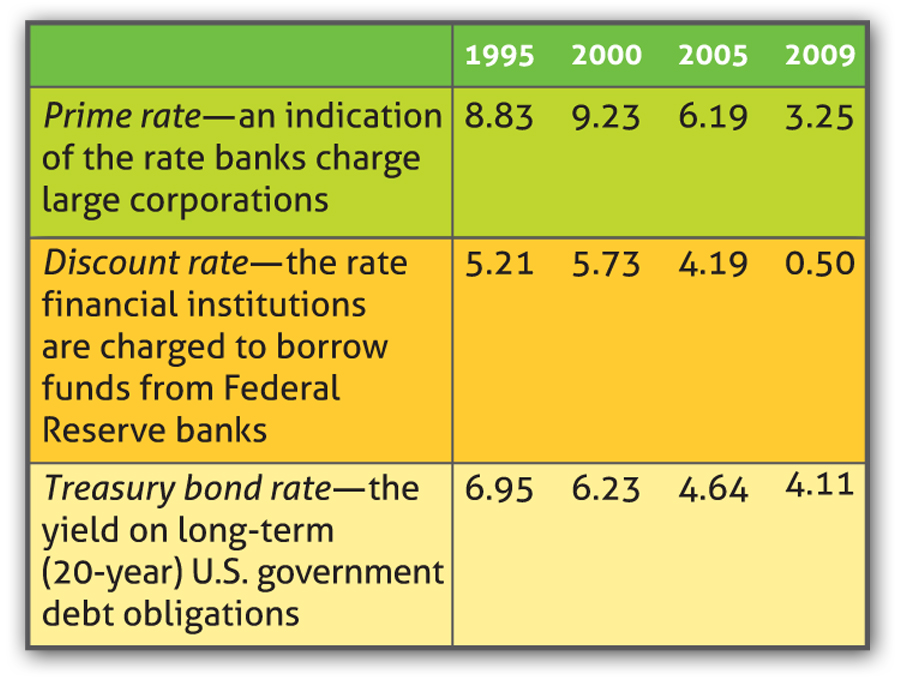 1995 2000 2005 2009
Prime rate—an indication 8.83 9.23 6.19 3.25
of the rate banks charge
large corporations
Discount rate—the rate 5.21 5.73 4.19 0.50
financial institutions
are charged to borrow
funds from Federal
Reserve banks
Treasury bond rate—the 6.95 6.23 4.64 4.11
yield on long-term
(20-year) U.S. government
debt obligations